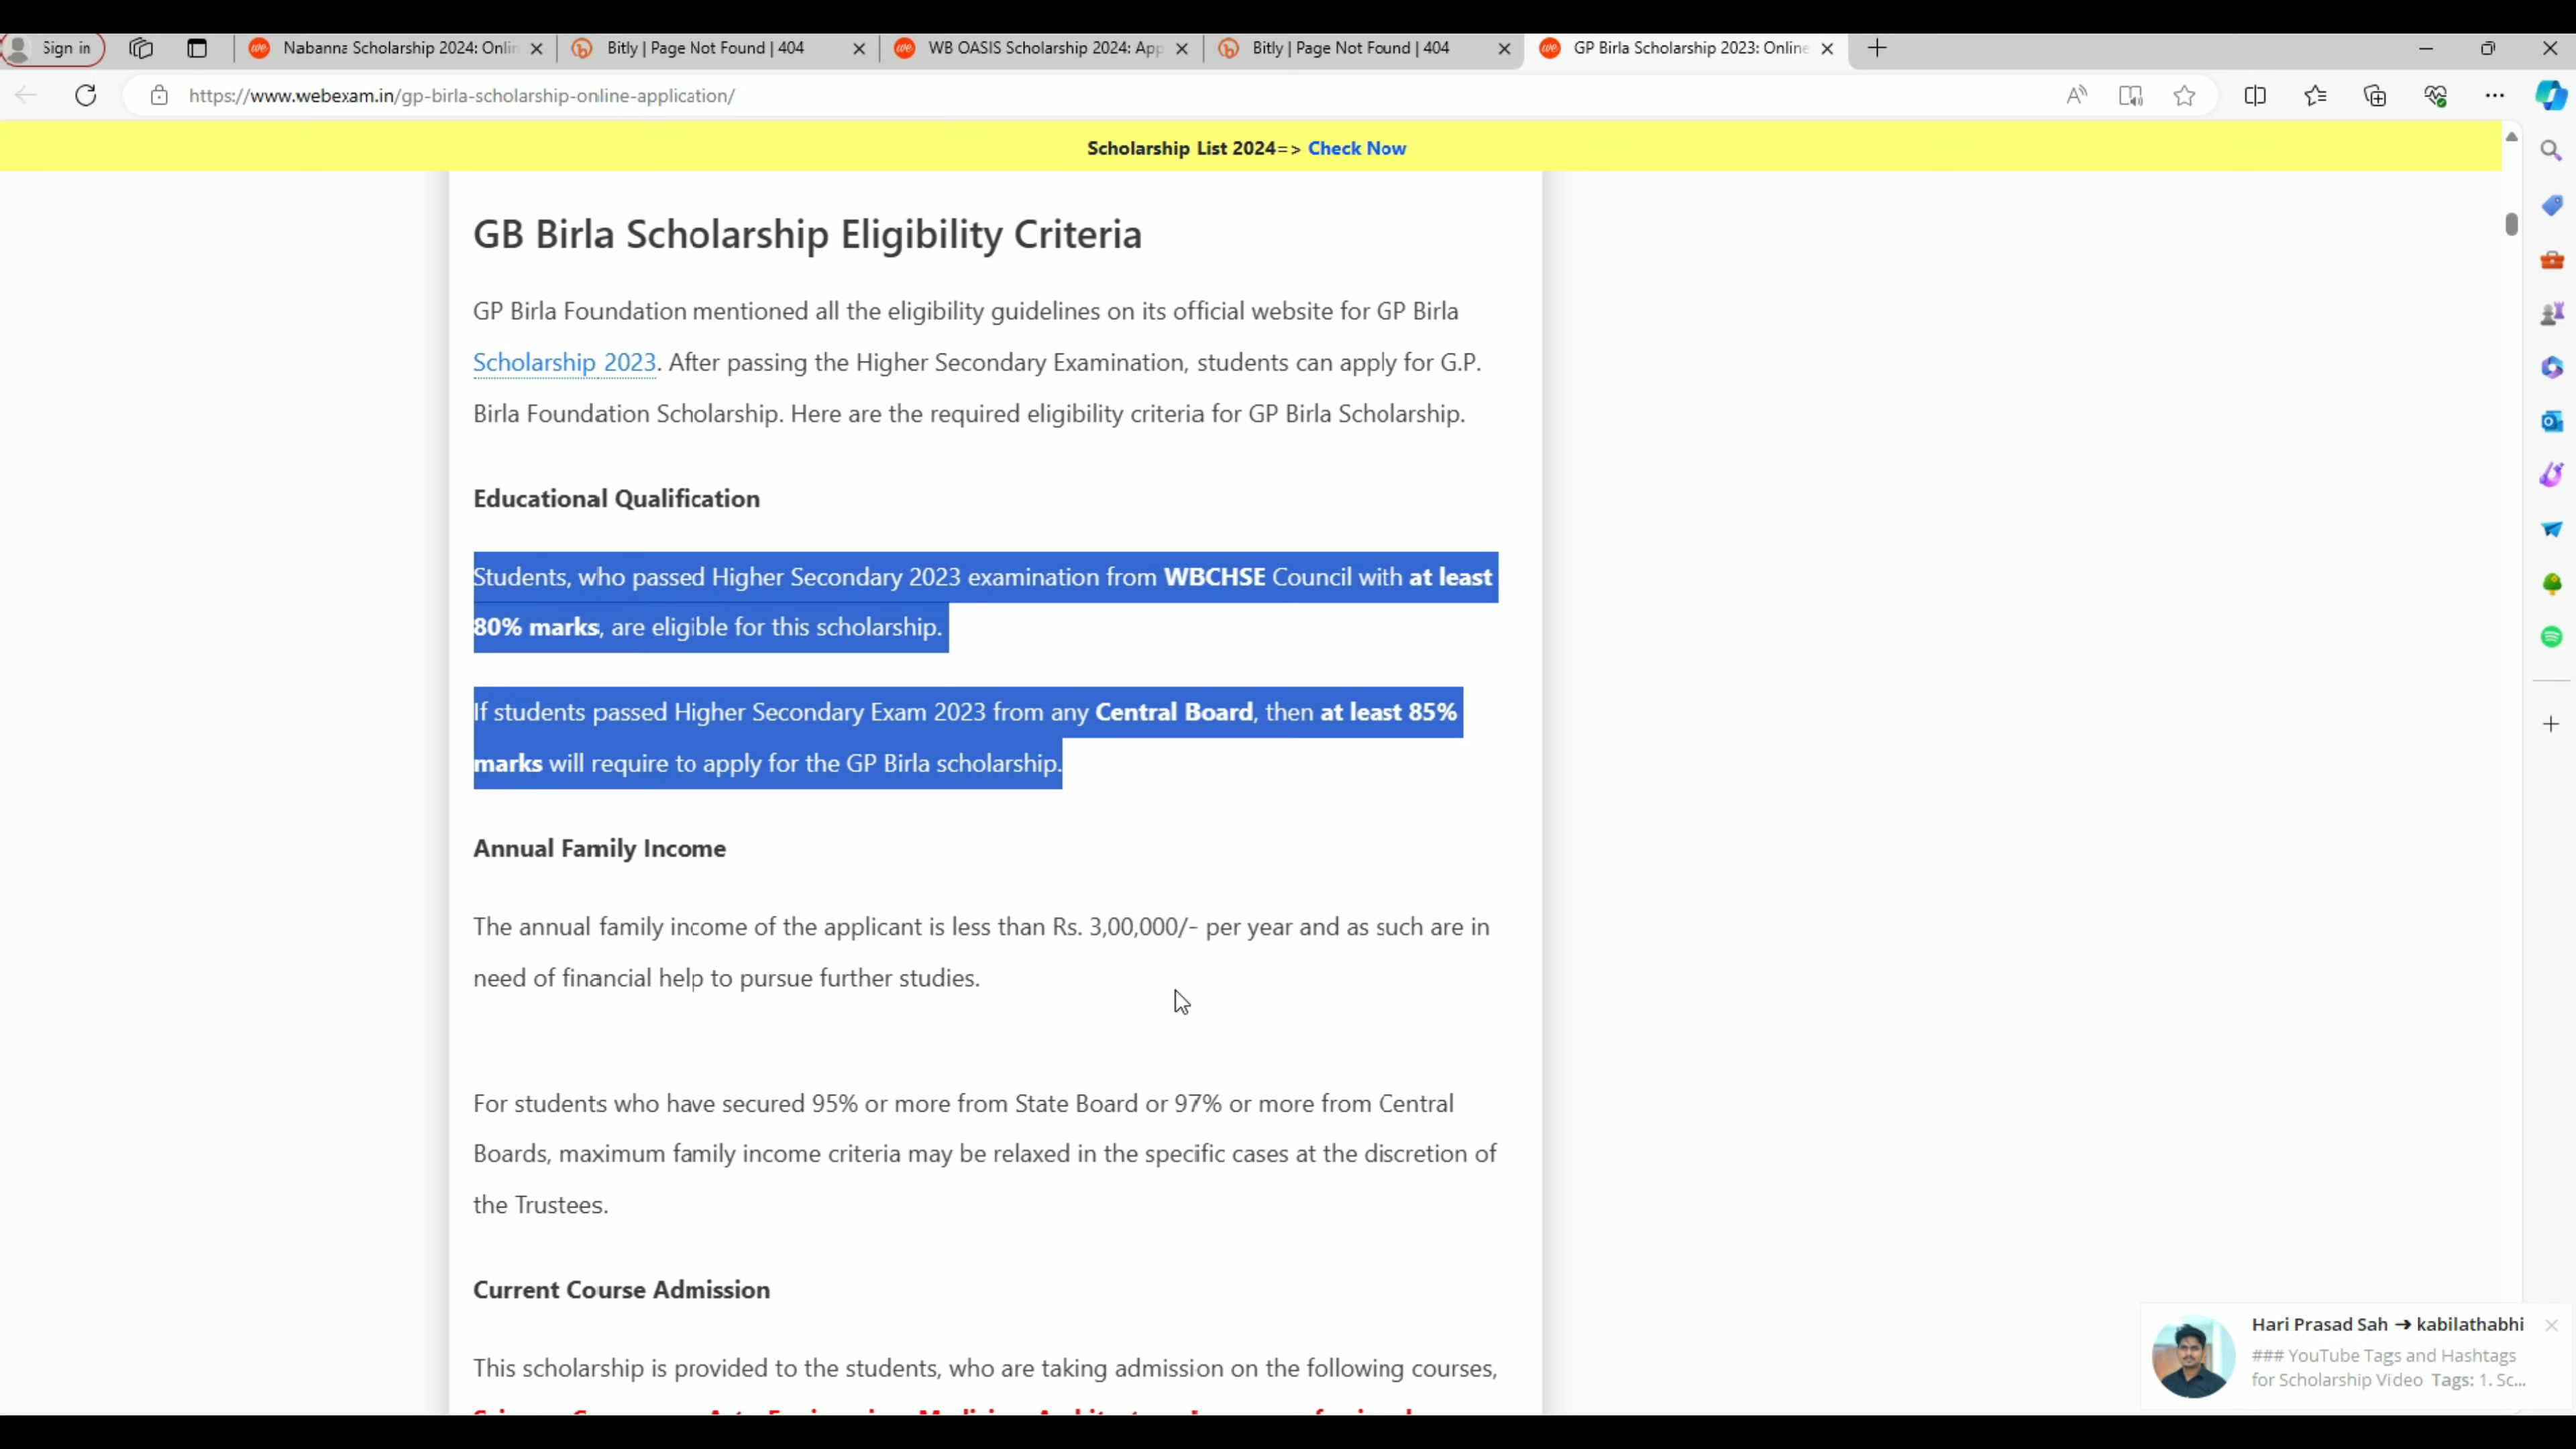 Sign in
Nabanna Scholarship 2024: Onlin
Bitly | Page Not Found | 404
WB OASIS Scholarship 2024: App
Bitly | Page Not Found | 404
GP Birla Scholarship 2023: Online
https://www.webexam.in/gp-birla-scholarship-online-application/
Scholarship List 2024=> Check Now
GB Birla Scholarship Eligibility Criteria
GP Birla Foundation mentioned all the eligibility guidelines on its official website for GP Birla
Scholarship 2023. After passing the Higher Secondary Examination, students can apply for G.P.
Birla Foundation Scholarship. Here are the required eligibility criteria for GP Birla Scholarship.
Educational Qualification
Students, who passed Higher Secondary 2023 examination from WBCHSE Council with at least
80% marks, are eligible for this scholarship.
If students passed Higher Secondary Exam 2023 from any Central Board, then at least 85%
marks will require to apply for the GP Birla scholarship.
Annual Family Income
The annual family income of the applicant is less than Rs. 3,00,000/- per year and as such are in
need of financial help to pursue further studies.
For students who have secured 95% or more from State Board or 97% or more from Central
Boards, maximum family income criteria may be relaxed in the specific cases at the discretion of
the Trustees.
Current Course Admission
This scholarship is provided to the students, who are taking admission on the following courses,
Hari Prasad Sah → kabilathabhi
### YouTube Tags and Hashtags
for Scholarship Video Tags: 1. Sc...